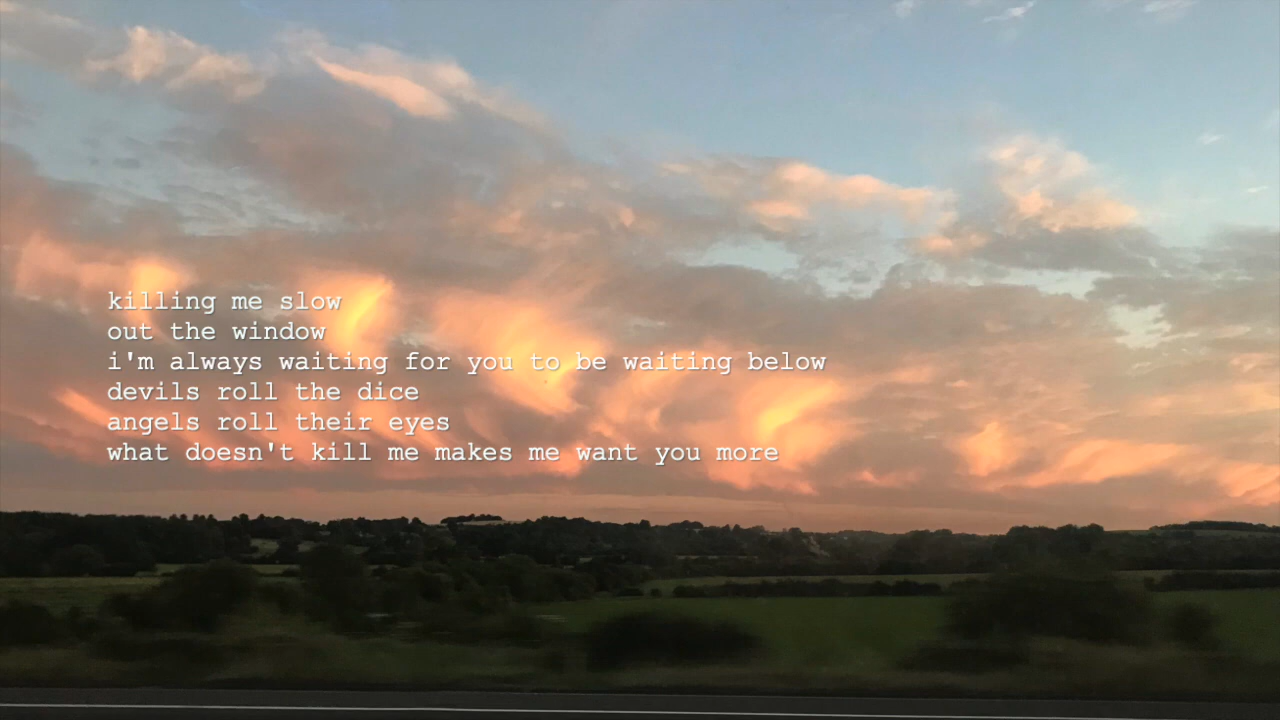 killing me slow
out the window
i'm always waiting for you to be waiting below
devils roll the dice
angels roll their eyes
what doesn't kill me makes me want you more